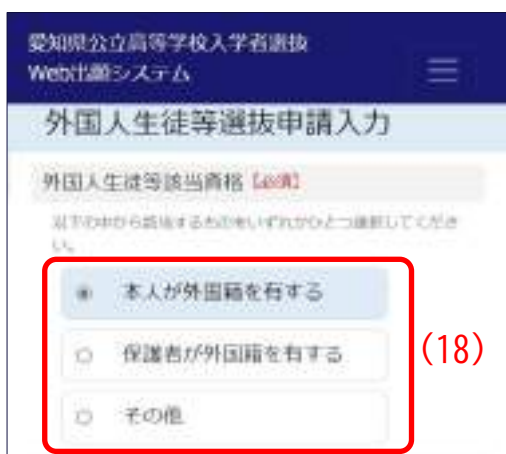 愛知県公立高等学校入学者選抜
Web出願システム
外国人生徒等選抜申請入力
外国人生徒等該当資格【必須】
以下の中から該当するものをいずれかひとつ選択してくださ
い。
本人が外国籍を有する
保護者が外国籍を有する
(18)
その他